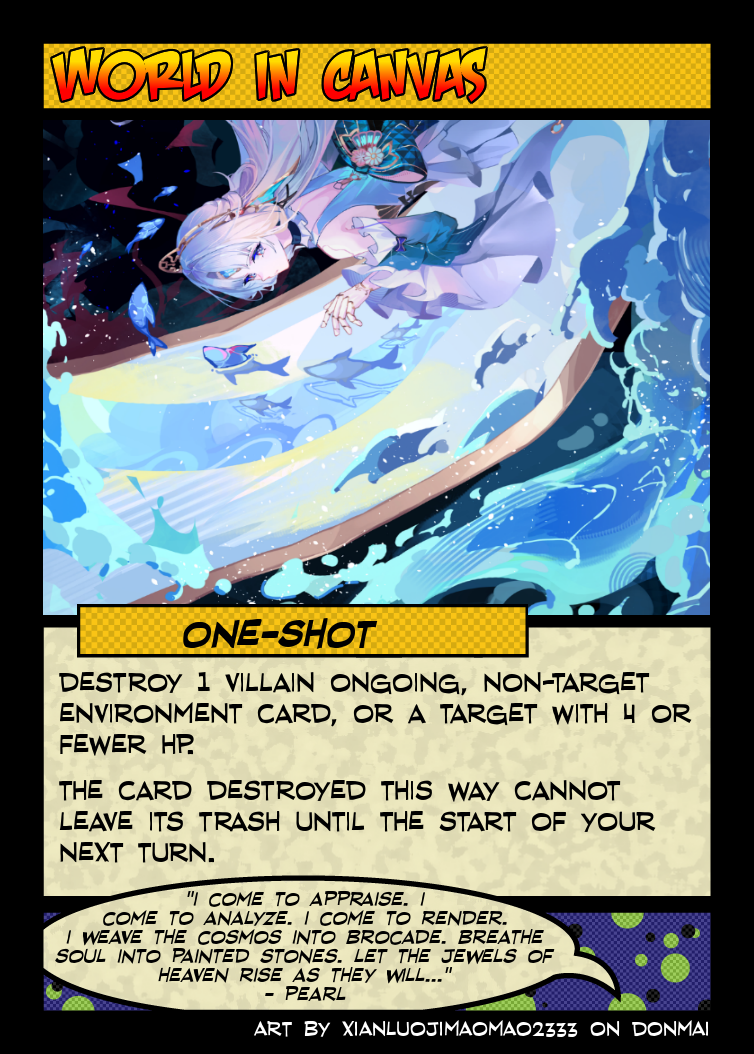 WORLD IN CANVAS
ONE-SHOT
DESTROY 1 VILLAIN ONGOING, NON-TARGET
ENVIRONMENT CARD, OR A TARGET WITH 4 OR
FEWER HP.
THE CARD DESTROYED THIS WAY CANNOT
LEAVE ITS TRASH UNTIL THE START OF YOUR
NEXT TURN.
"I COME TO APPRAISE. I
COME TO ANALYZE. I COME TO RENDER.
I WEAVE THE COSMOS INTO BROCADE. BREATHE
SOUL INTO PAINTED STONES. LET THE JEWELS OF
HEAVEN RISE AS THEY WILL..."
- PEARL
ART BY XIANLUOJIMAOMAO2333 ON DONMAI